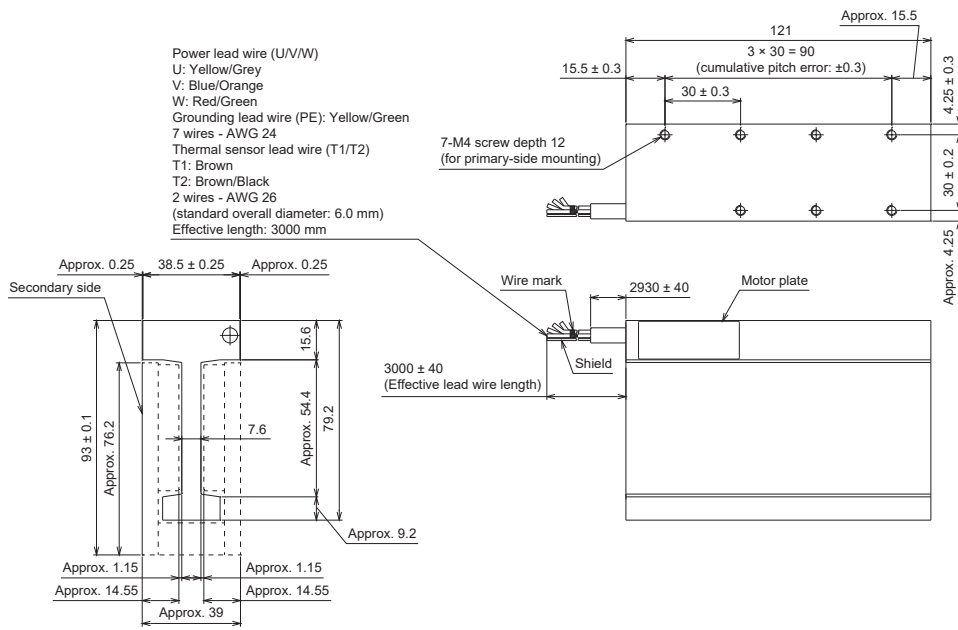 Power lead wire (U/V/W)
U: Yellow/Grey
V: Blue/Orange
W: Red/Green
Grounding lead wire (PE): Yellow/Green
7 wires - AWG 24
Thermal sensor lead wire (T1/T2)
T1: Brown
T2: Brown/Black
2 wires - AWG 26
(standard overall diameter: 6.0 mm)
Effective length: 3000 mm
Approx. 15.5
121
3 × 30 = 90
(cumulative pitch error: ±0.3)
15.5 ± 0.3
30 ± 0.3
4.25 ± 0.3
7-M4 screw depth 12
(for primary-side mounting)
30 ± 0.2
Approx. 4.25
Approx. 0.25
38.5 ± 0.25
Approx. 0.25
Secondary side
Wire mark
2930 ± 40
Motor plate
15.6
Shield
3000 ± 40
(Effective lead wire length)
93 ± 0.1
Approx. 76.2
7.6
Approx. 54.4
79.2
Approx. 9.2
Approx. 1.15
Approx. 1.15
Approx. 14.55
Approx. 14.55
Approx. 39